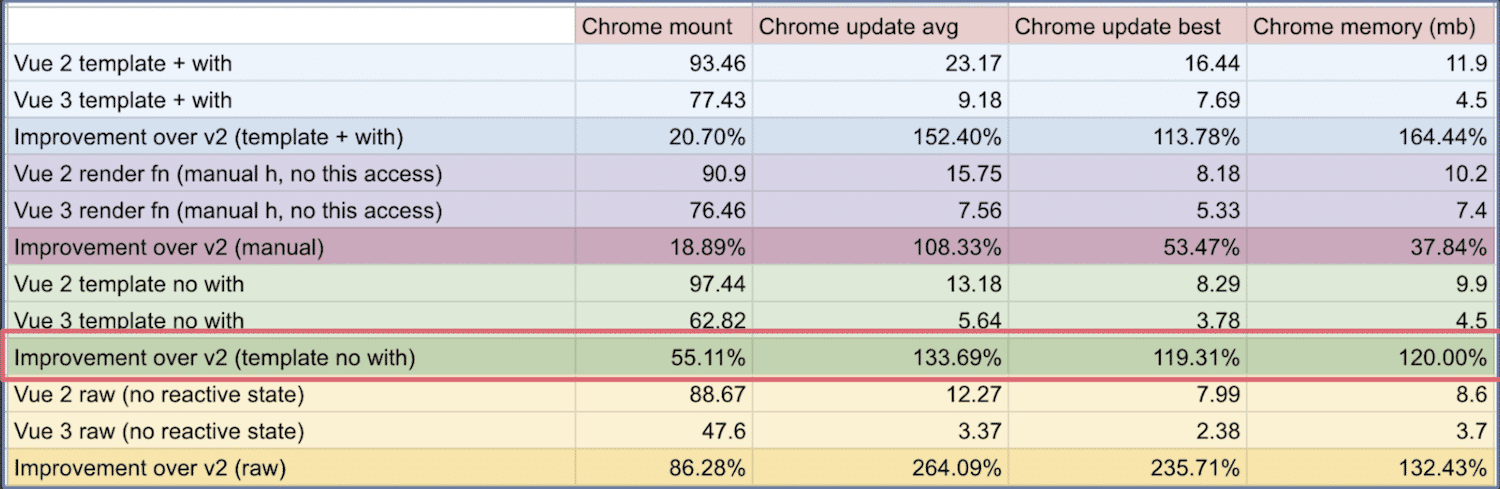 Chrome mount Chrome update avg Chrome update best Chrome memory (mb)
Vue 2 template + with 93.46 23.17 16.44 11.9
Vue 3 template + with 77.43 9.18 7.69 4.5
Improvement over v2 (template + with) 20.70% 152.40% 113.78% 164.44%
Vue 2 render fn (manual h, no this access) 90.9 15.75 8.18 10.2
Vue 3 render fn (manual h, no this access) 76.46 7.56 5.33 7.4
Improvement over v2 (manual) 18.89% 108.33% 53.47% 37.84%
Vue 2 template no with 97.44 13.18 8.29 9.9
Vue 3 template no with 62.82 5.64 3.78 4.5
Improvement over v2 (template no with) 55.11% 133.69% 119.31% 120.00%
Vue 2 raw (no reactive state) 88.67 12.27 7.99 8.6
Vue 3 raw (no reactive state) 47.6 3.37 2.38 3.7
Improvement over v2 (raw) 86.28% 264.09% 235.71% 132.43%